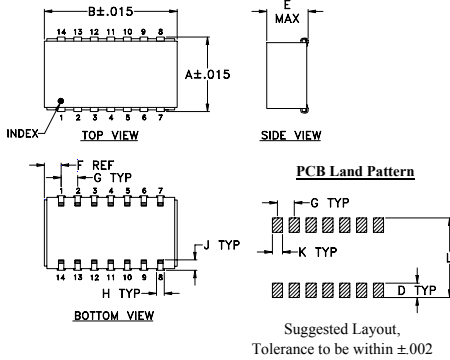 B±.015
E
MAX
14 13 12 11 10 9 8
A±.015
INDEX
1 2 3 4 5 6 7
TOP VIEW
SIDE VIEW
F REF
G TYP
1 2 3 4 5 6 7
J TYP
14 13 12 11 10 9 8
H TYP
BOTTOM VIEW
PCB Land Pattern
G TYP
K TYP
L
D TYP
Suggested Layout,
Tolerance to be within ±.002